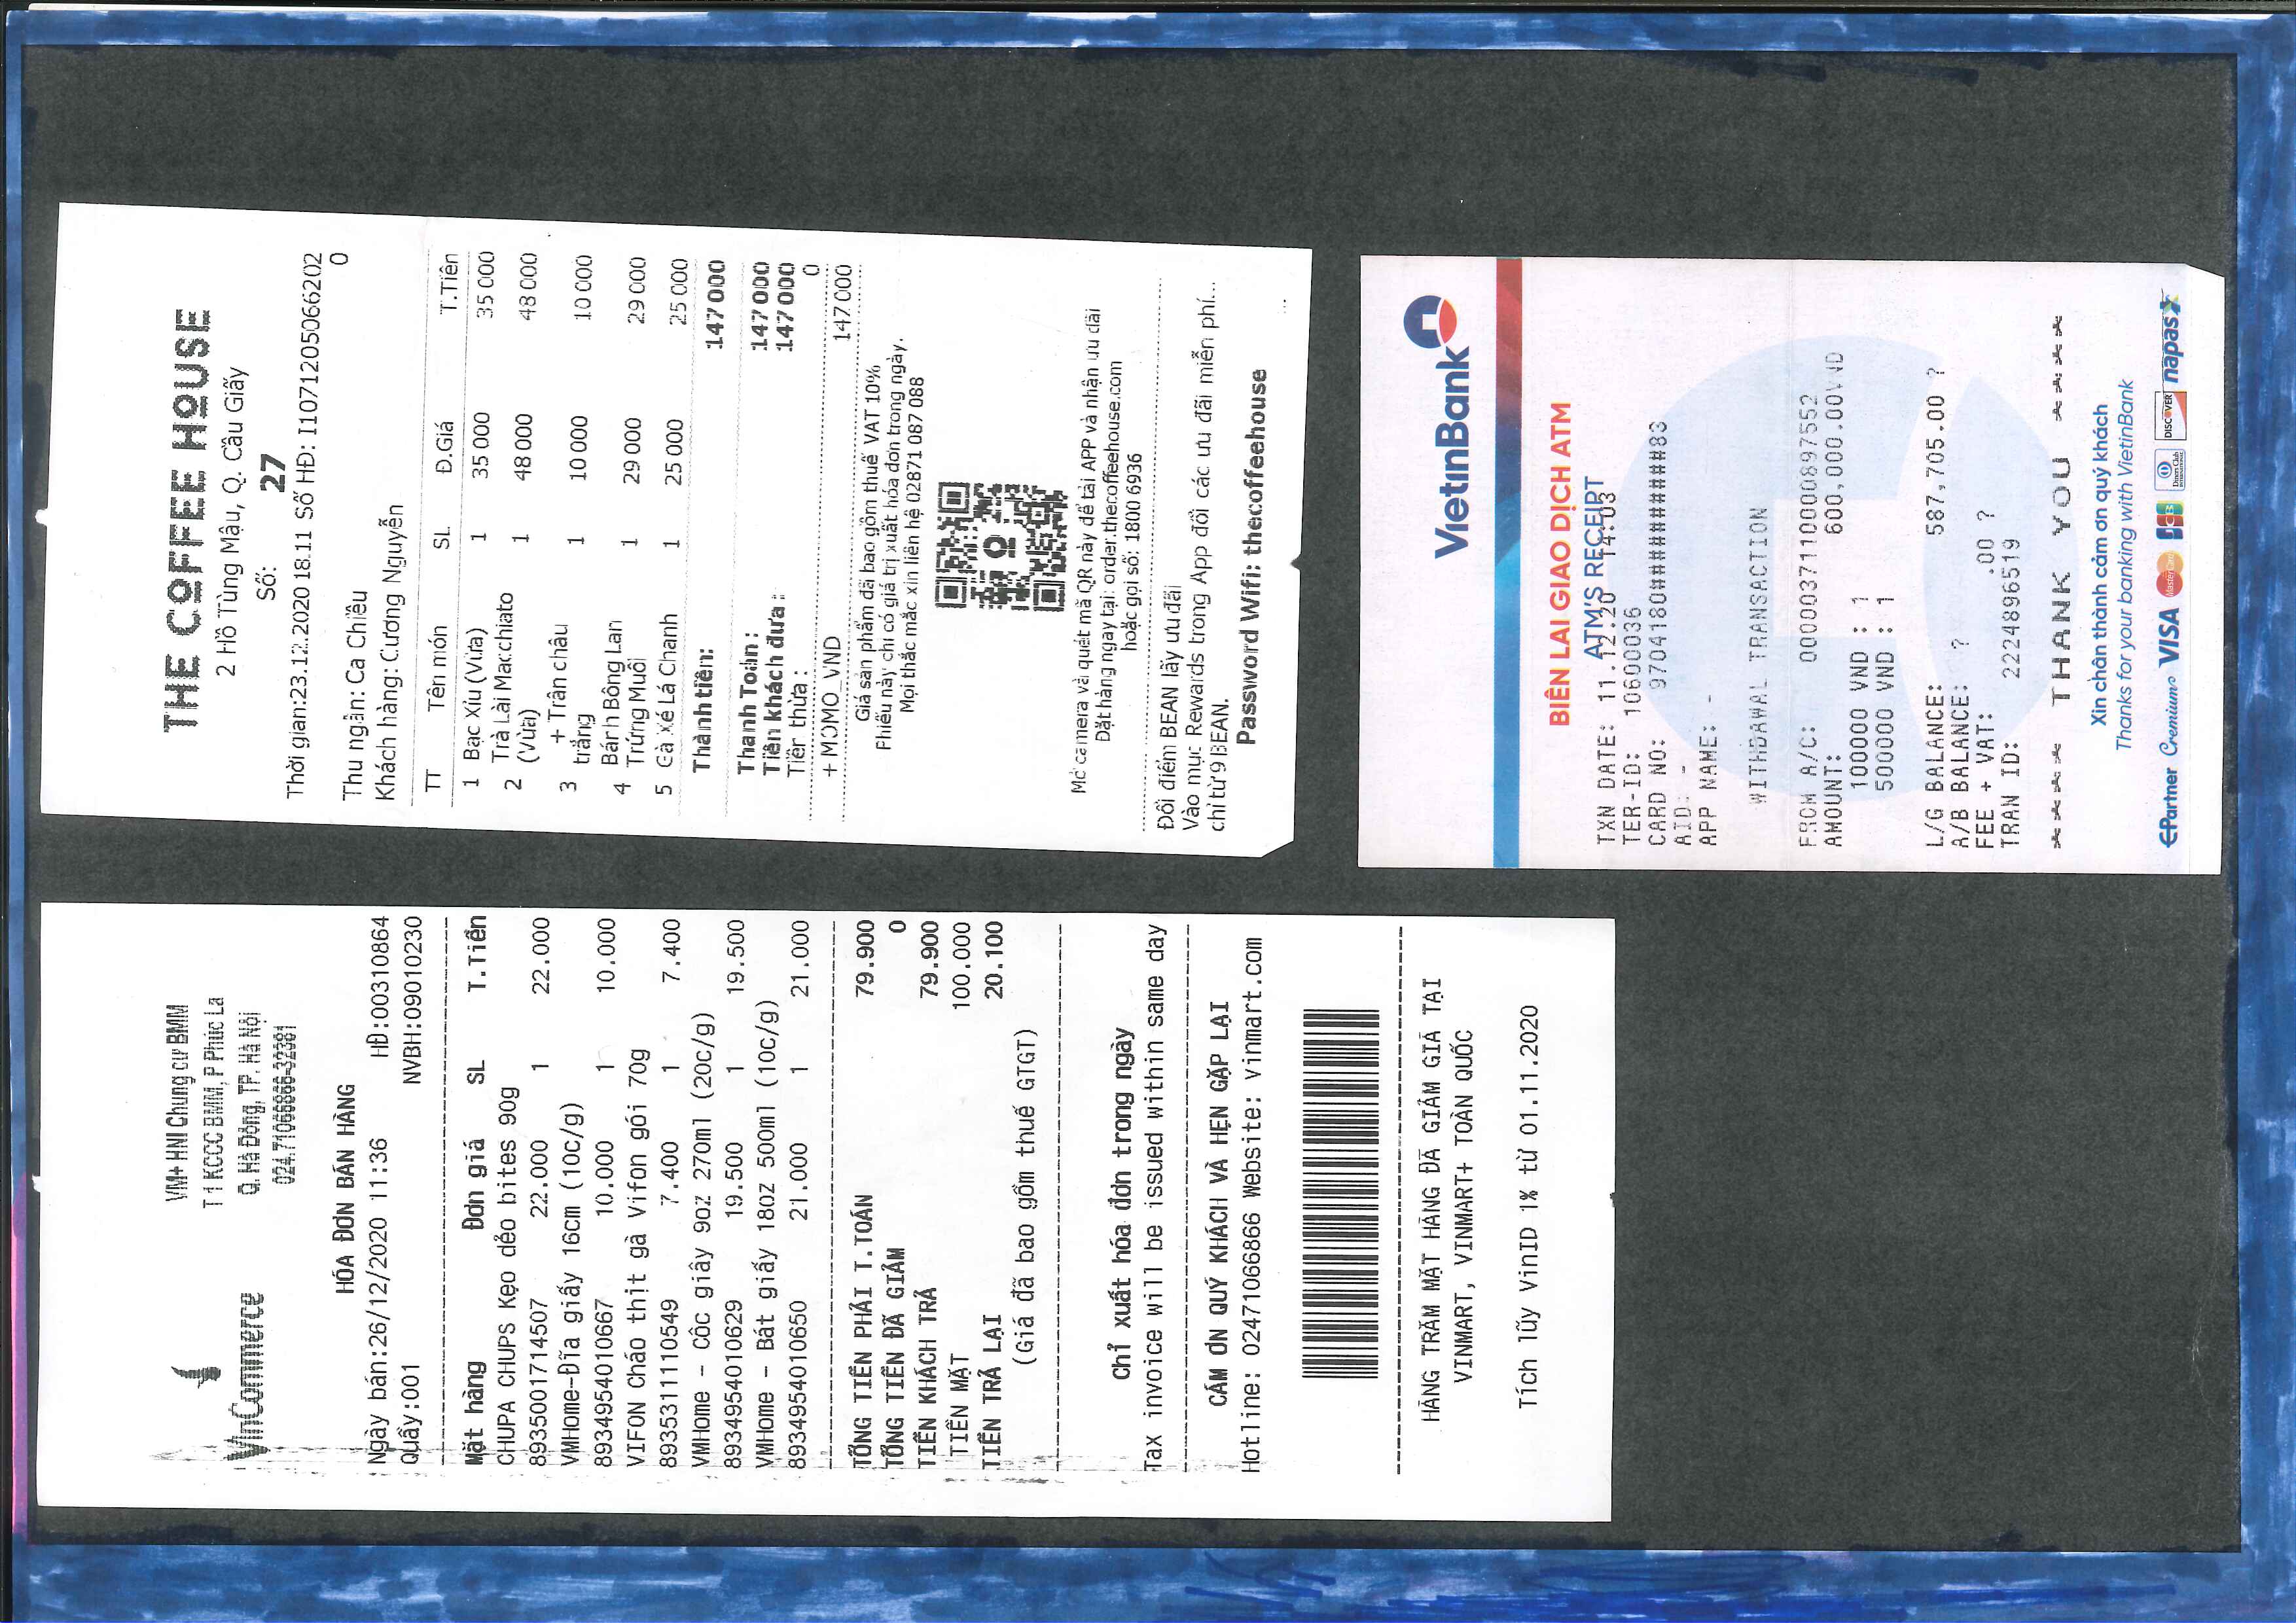 THE COFFEE HOUSE
2 Hồ Tùng Mậu, Q. Cầu Giấy
Số: 27
Thời gian:23.12.2020 18:11 Số HĐ: I1071205066202
0
Thu ngân: Ca Chiều
Khách hàng: Cương Nguyễn
TT Tên món SL Đ.Giá T.Tiền
1 Bạc Xỉu (Vừa) 1 35 000 35 000
2 Trà Lài Macchiato 1 48 000 48 000
(Vừa)
3 + Trân châu 1 10 000 10 000
trắng
4 Bánh Bông Lan 1 29 000 29 000
Trứng Muối
5 Gà Xé Lá Chanh 1 25 000 25 000
Thành tiền: 147 000
Thanh Toán : 147 000
Tiền khách đưa : 147 000
Tiền thừa : 0
+ MOMO_VND 147 000
Giá sản phẩm đã bao gồm thuế VAT 10%
Phiếu này chỉ có giá trị xuất hóa đơn trong ngày.
Mọi thắc mắc xin liên hệ 02871 087 088
Mở camera và quét mã QR này để tải APP và nhận ưu đãi
Đặt hàng ngay tại: order.thecoffeehouse.com
hoặc gọi số: 1800 6936
Đổi điểm BEAN lấy ưu đãi
Vào mục Rewards trong App đổi các ưu đãi miễn phí...
chỉ từ 9 BEAN.
Password Wifi: thecoffeehouse
VinCommerce
VM+ HNI Chung cư BMM
T1 KCCC BMM, P Phúc La
Q. Hà Đông, TP. Hà Nội
024.71066866-32381
HÓA ĐƠN BÁN HÀNG
Ngày bán:26/12/2020 11:36 HĐ:00310864
Quầy:001 NVBH:09010230
Mặt hàng Đơn giá SL T.Tiền
CHUPA CHUPS Kẹo dẻo bites 90g
8935001714507 22.000 1 22.000
VMHome-Đĩa giấy 16cm (10c/g)
8934954010667 10.000 1 10.000
VIFON Cháo thịt gà Vifon gói 70g
8935311110549 7.400 1 7.400
VMHome - Cốc giấy 9oz 270ml (20c/g)
8934954010629 19.500 1 19.500
VMHome - Bát giấy 18oz 500ml (10c/g)
8934954010650 21.000 1 21.000
TỔNG TIỀN PHẢI T.TOÁN 79.900
TỔNG TIỀN ĐÃ GIẢM 0
TIỀN KHÁCH TRẢ 79.900
TIỀN MẶT 100.000
TIỀN TRẢ LẠI 20.100
(Giá đã bao gồm thuế GTGT)
Chỉ xuất hóa đơn trong ngày
Tax invoice will be issued within same day
CẢM ƠN QUÝ KHÁCH VÀ HẸN GẶP LẠI
Hotline: 02471066866 Website: vinmart.com
HÀNG TRĂM MẶT HÀNG ĐÃ GIẢM GIÁ TẠI
VINMART, VINMART+ TOÀN QUỐC
Tích lũy VinID 1% từ 01.11.2020
VietinBank
BIÊN LAI GIAO DỊCH ATM
ATM'S RECEIPT
TXN DATE: 11.12.20 14:03
TER-ID: 10600036
CARD NO: 97041880##########83
AID: -
APP NAME: -
WITHDAWAL TRANSACTION
FROM A/C: 00000371100000897552
AMOUNT: 600,000.00VND
100000 VND : 1
500000 VND : 1
L/G BALANCE: 587,705.00 ?
A/B BALANCE: ?
FEE + VAT: .00 ?
TRAN ID: 222489665519
**** THANK YOU ****
Xin chân thành cảm ơn quý khách
Thanks for your banking with VietinBank
E-Partner Cremium VISA MasterCard JCB Diners Club DISCOVER napas